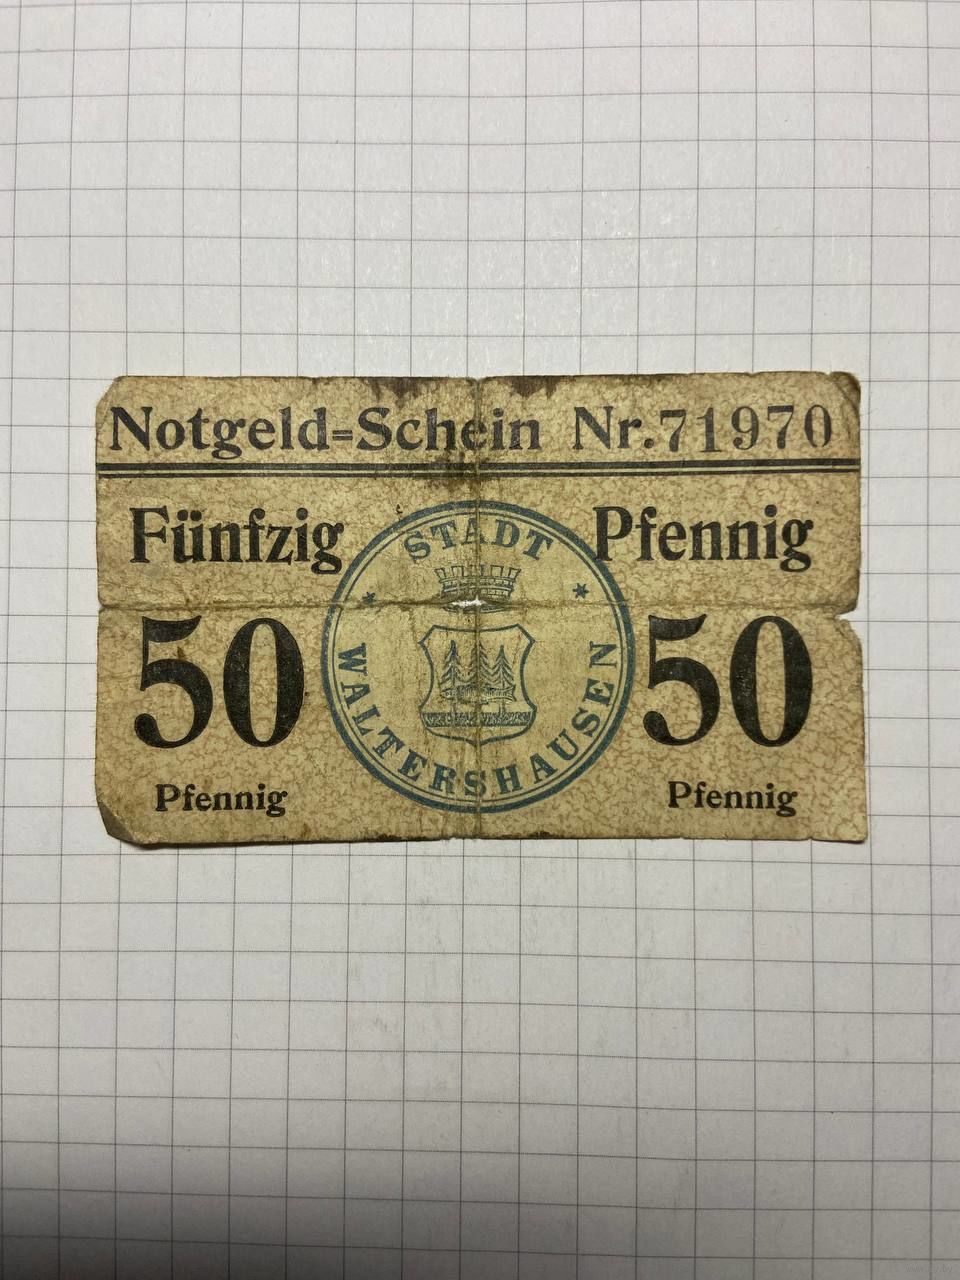 Notgeld=Schein Nr. 71970
Fünfzig Pfennig
STADT
WALTERSHAUSEN
50 50
Pfennig Pfennig